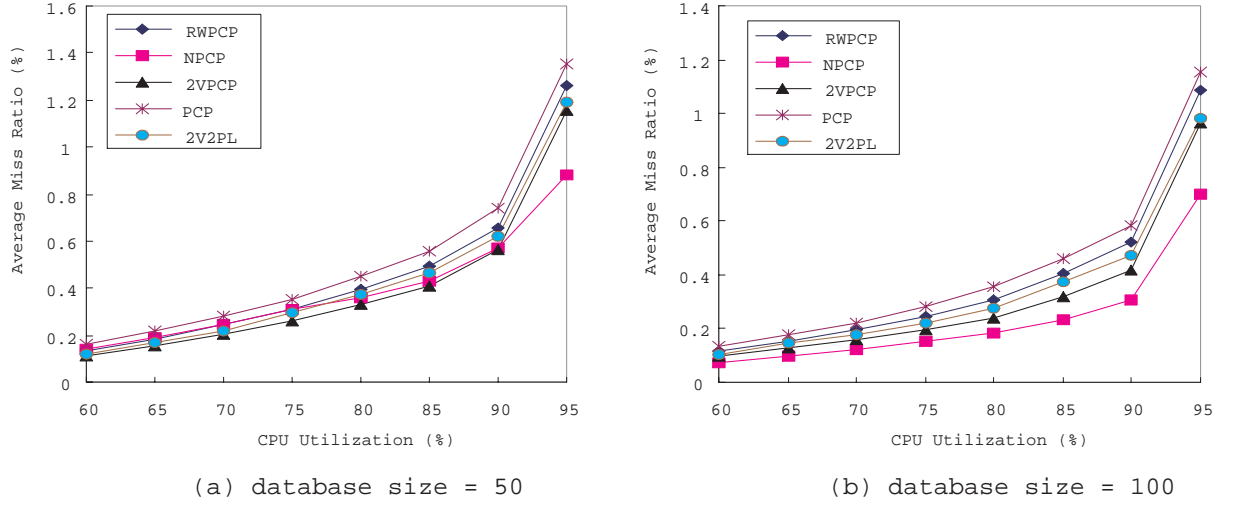 1.6
1.4
1.2
1
0.8
0.6
0.4
0.2
0
Average Miss Ratio (%)
RWPCP
NPCP
2VPCP
PCP
2V2PL
60 65 70 75 80 85 90 95
CPU Utilization (%)
(a) database size = 50
1.4
1.2
1
0.8
0.6
0.4
0.2
0
Average Miss Ratio (%)
RWPCP
NPCP
2VPCP
PCP
2V2PL
60 65 70 75 80 85 90 95
CPU Utilization (%)
(b) database size = 100